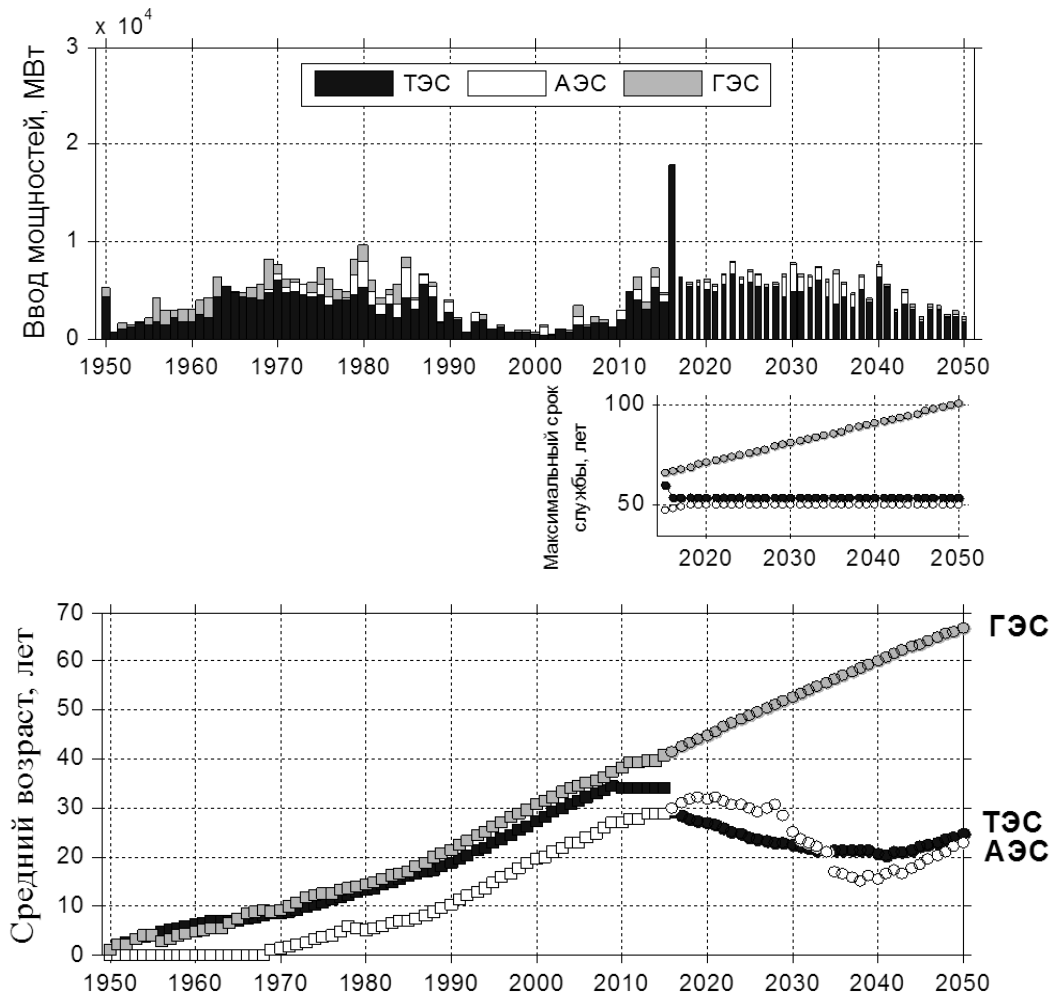 x 10⁴
3
2
1
0
Ввод мощностей, МВт
ТЭС АЭС ГЭС
1950 1960 1970 1980 1990 2000 2010 2020 2030 2040 2050
Максимальный срок
службы, лет
100
50
2020 2030 2040 2050
Средний возраст, лет
70
60
50
40
30
20
10
0
ГЭС
ТЭС
АЭС
1950 1960 1970 1980 1990 2000 2010 2020 2030 2040 2050